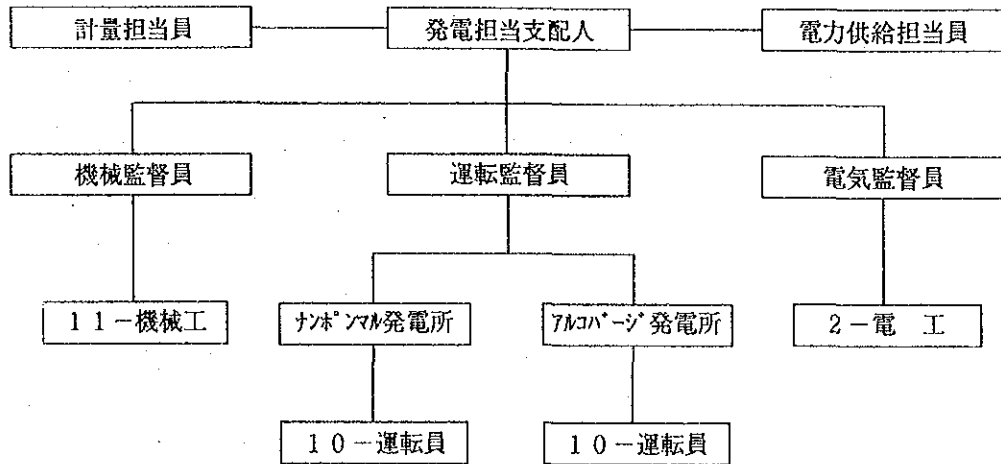 計量担当員 発電担当支配人 電力供給担当員
機械監督員 運転監督員 電気監督員
11-機械工 ﾅﾝﾎﾟﾝﾏﾙ発電所 ｱﾙｺﾊﾞｰｼﾞ発電所 2-電 工
10-運転員 10-運転員